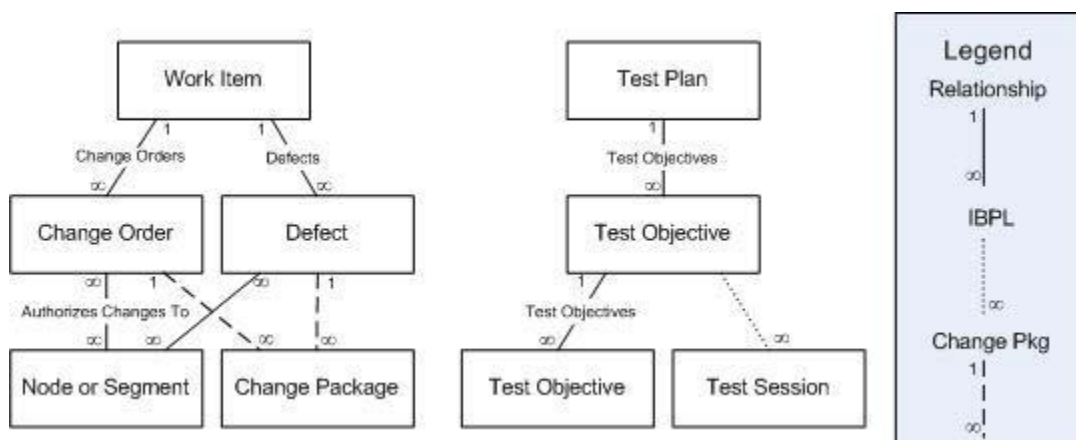 Work Item
1
1
Change Orders
Defects
∞
∞
Change Order
Defect
∞
1
∞
1
Authorizes Changes To
∞
∞
∞
∞
Node or Segment
Change Package
Test Plan
1
Test Objectives
∞
Test Objective
1
Test Objectives
∞
∞
Test Objective
Test Session
Legend
Relationship
1
∞
IBPL
∞
Change Pkg
1
∞